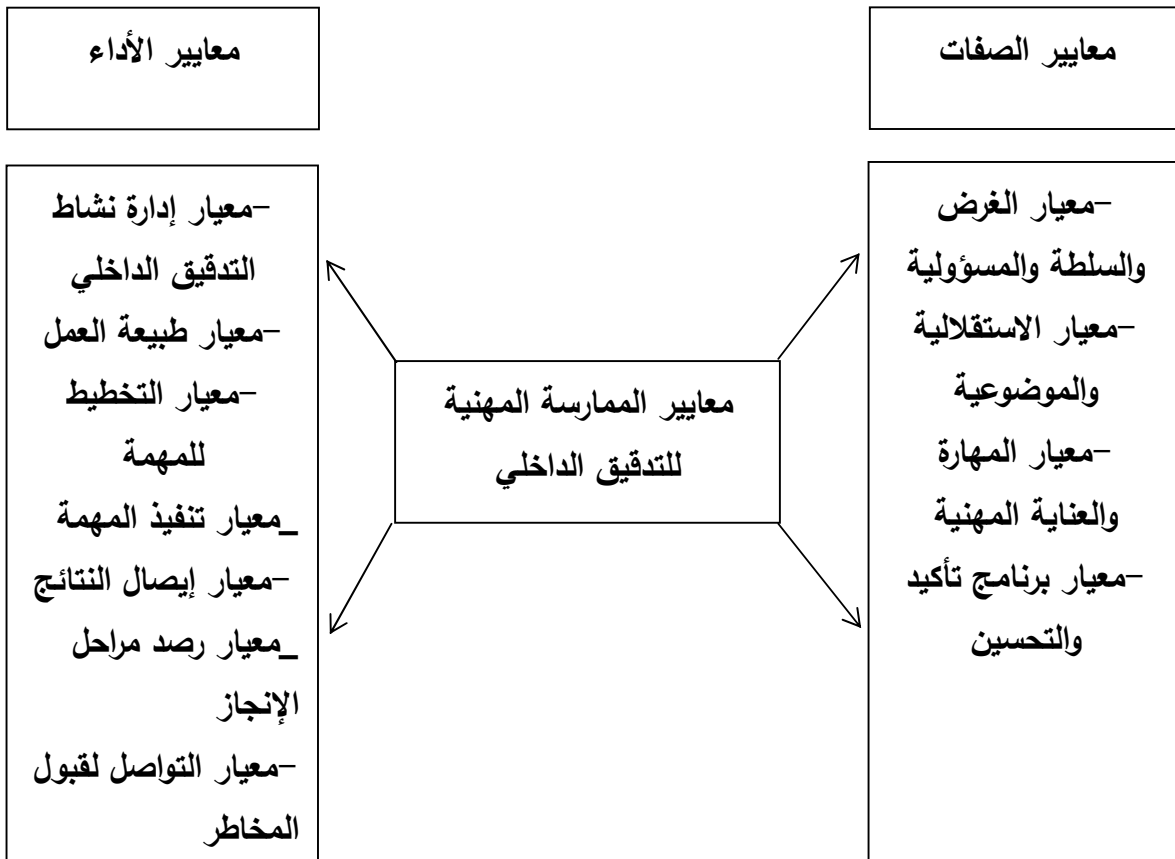 معايير الصفات
-معيار الغرض
والسلطة والمسؤولية
-معيار الاستقلالية
والموضوعية
-معيار المهارة
والعناية المهنية
-معيار برنامج تأكيد
والتحسين
معايير الممارسة المهنية
للتدقيق الداخلي
معايير الأداء
-معيار إدارة نشاط
التدقيق الداخلي
-معيار طبيعة العمل
-معيار التخطيط
للمهمة
_معيار تنفيذ المهمة
-معيار إيصال النتائج
_معيار رصد مراحل
الإنجاز
-معيار التواصل لقبول
المخاطر